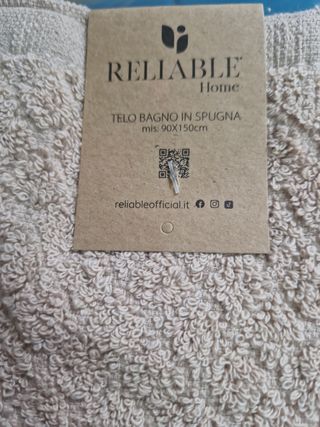 RELIABLE
Home
TELO BAGNO IN SPUGNA
mis: 90X150cm
reliableofficial.it